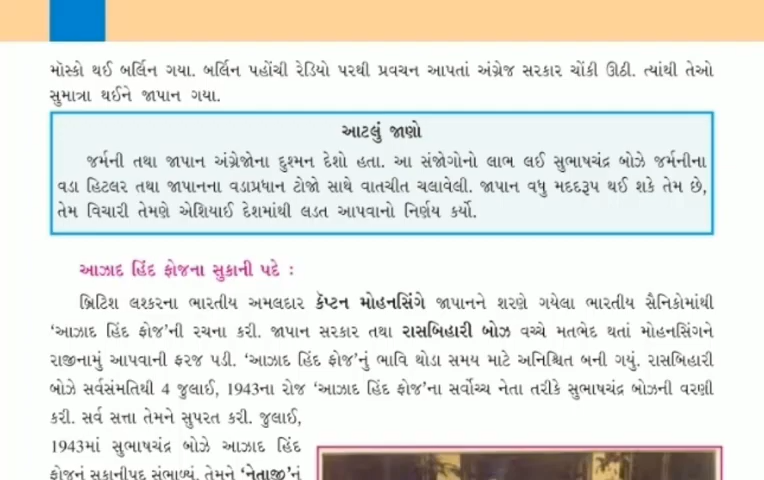 મૉસ્કો થઈ બર્લિન ગયા. બર્લિન પહોંચી રેડિયો પરથી પ્રવચન આપતાં અંગ્રેજ સરકાર ચોંકી ઊઠી. ત્યાંથી તેઓ
સુમાત્રા થઈને જાપાન ગયા.
આટલું જાણો
જર્મની તથા જાપાન અંગ્રેજોના દુશ્મન દેશો હતા. આ સંજોગોનો લાભ લઈ સુભાષચંદ્ર બોઝે જર્મનીના
વડા હિટલર તથા જાપાનના વડાપ્રધાન ટોજો સાથે વાતચીત ચલાવેલી. જાપાન વધુ મદદરૂપ થઈ શકે તેમ છે,
તેમ વિચારી તેમણે એશિયાઈ દેશમાંથી લડત આપવાનો નિર્ણય કર્યો.
આઝાદ હિંદ ફોજના સુકાની પદે :
બ્રિટિશ લશ્કરના ભારતીય અમલદાર કૅપ્ટન મોહનસિંગે જાપાનને શરણે ગયેલા ભારતીય સૈનિકોમાંથી
‘આઝાદ હિંદ ફોજ’ની રચના કરી. જાપાન સરકાર તથા રાસબિહારી બોઝ વચ્ચે મતભેદ થતાં મોહનસિંગને
રાજીનામું આપવાની ફરજ પડી. ‘આઝાદ હિંદ ફોજ’નું ભાવિ થોડા સમય માટે અનિશ્ચિત બની ગયું. રાસબિહારી
બોઝે સર્વસંમતિથી 4 જુલાઈ, 1943ના રોજ ‘આઝાદ હિંદ ફોજ’ના સર્વોચ્ચ નેતા તરીકે સુભાષચંદ્ર બોઝની વરણી
કરી. સર્વ સત્તા તેમને સુપરત કરી. જુલાઈ,
1943માં સુભાષચંદ્ર બોઝે આઝાદ હિંદ
ફોજનું સુકાનીપદ સંભાળ્યું. તેમને ‘નેતાજી’નું